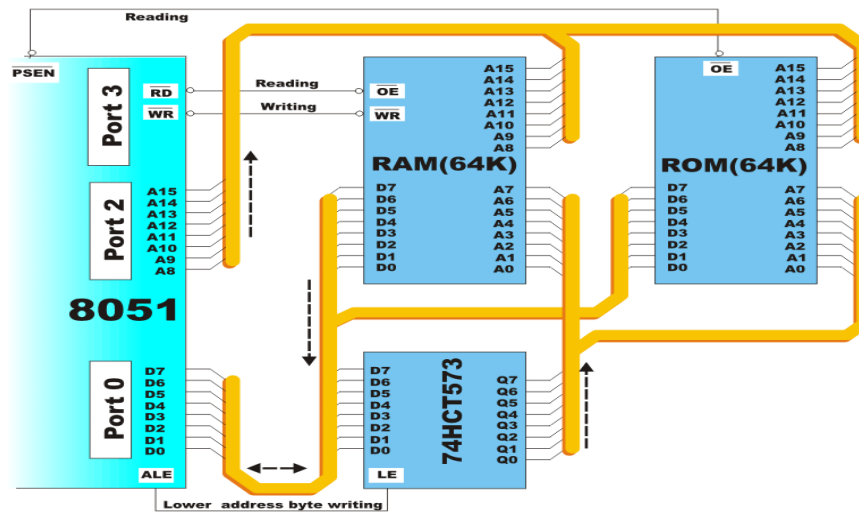 Reading
PSEN
Port 3
RD
WR
Reading
Writing
OE
WR
A15
A14
A13
A12
A11
A10
A9
A8
RAM(64K)
D7
D6
D5
D4
D3
D2
D1
D0
A7
A6
A5
A4
A3
A2
A1
A0
OE
A15
A14
A13
A12
A11
A10
A9
A8
ROM(64K)
D7
D6
D5
D4
D3
D2
D1
D0
A7
A6
A5
A4
A3
A2
A1
A0
Port 2
A15
A14
A13
A12
A11
A10
A9
A8
8051
Port 0
D7
D6
D5
D4
D3
D2
D1
D0
ALE
D7
D6
D5
D4
D3
D2
D1
D0
74HCT573
Q7
Q6
Q5
Q4
Q3
Q2
Q1
Q0
LE
Lower address byte writing